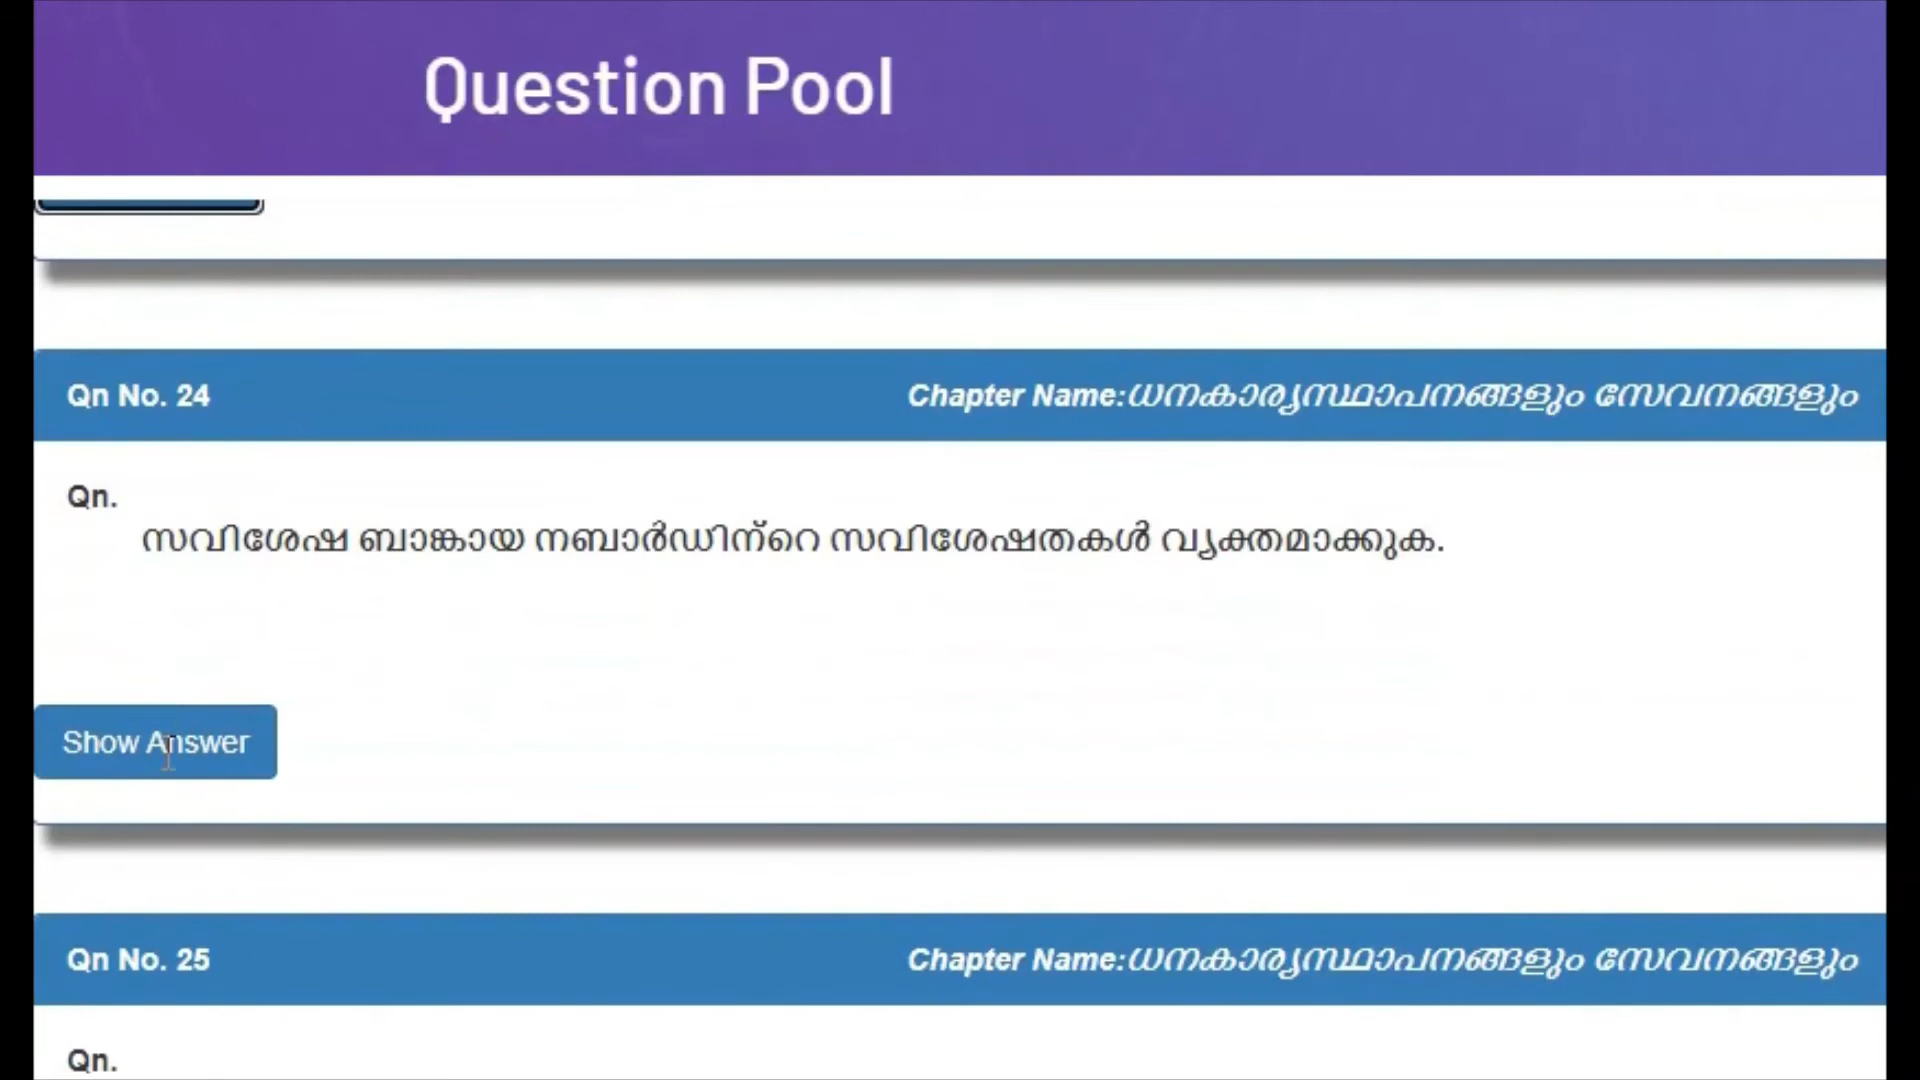 Question Pool
Qn No. 24
Chapter Name:ധനകാര്യസ്ഥാപനങ്ങളും സേവനങ്ങളും
Qn.
സവിശേഷ ബാങ്കായ നബാർഡിന്റെ സവിശേഷതകൾ വ്യക്തമാക്കുക.
Show Answer
Qn No. 25
Chapter Name:ധനകാര്യസ്ഥാപനങ്ങളും സേവനങ്ങളും
Qn.